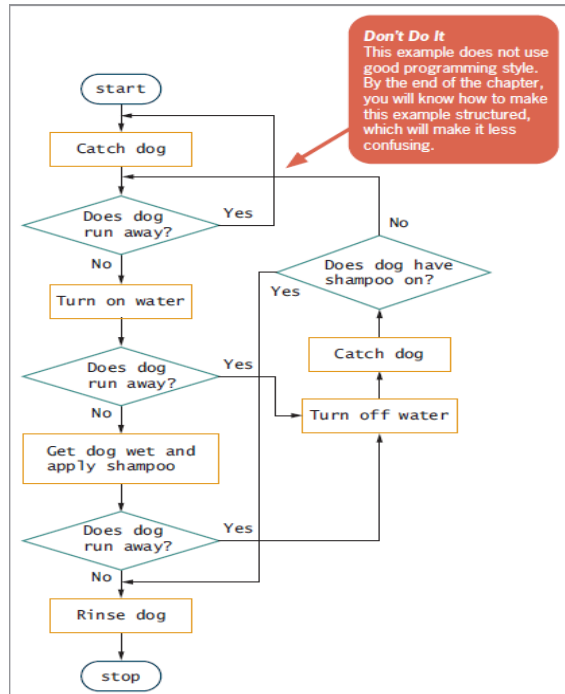 Don't Do It
This example does not use
good programming style.
By the end of the chapter,
you will know how to make
this example structured,
which will make it less
confusing.
start
Catch dog
Does dog
run away?
Yes
No
Turn on water
Does dog
run away?
Yes
No
Get dog wet and
apply shampoo
Does dog
run away?
Yes
No
Rinse dog
stop
No
Does dog have
shampoo on?
Yes
Catch dog
Turn off water